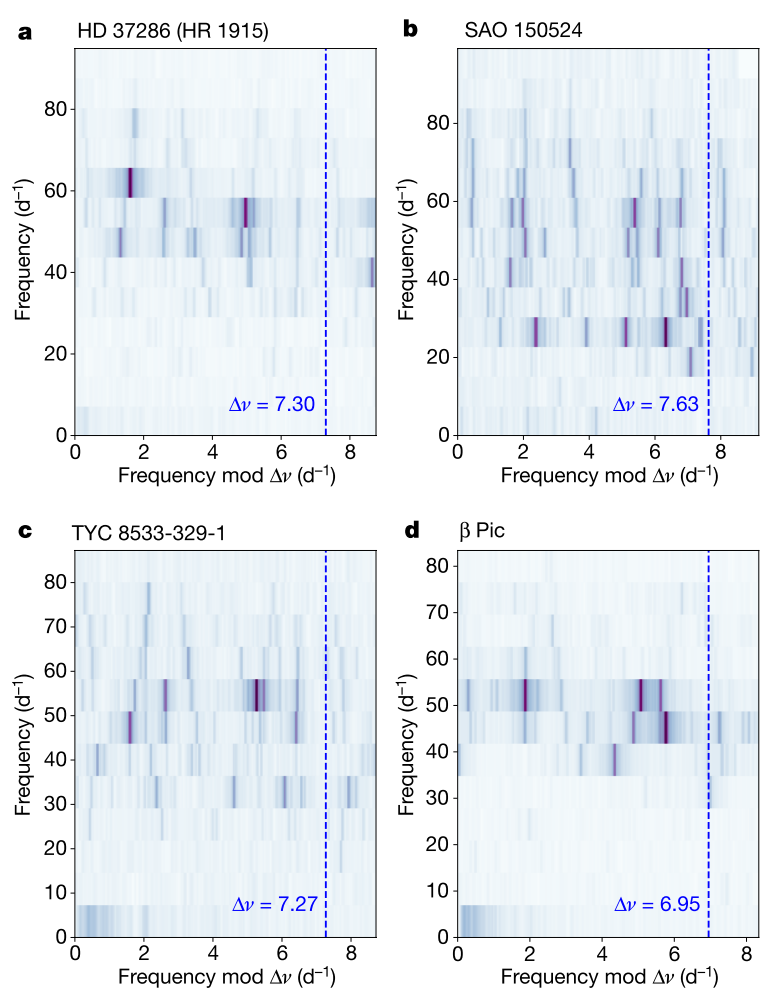 a HD 37286 (HR 1915)
Frequency (d⁻¹)
80
60
40
20
0
Δν = 7.30
0 2 4 6 8
Frequency mod Δν (d⁻¹)
b SAO 150524
Frequency (d⁻¹)
80
60
40
20
0
Δν = 7.63
0 2 4 6 8
Frequency mod Δν (d⁻¹)
c TYC 8533-329-1
Frequency (d⁻¹)
80
70
60
50
40
30
20
10
0
Δν = 7.27
0 2 4 6 8
Frequency mod Δν (d⁻¹)
d β Pic
Frequency (d⁻¹)
80
70
60
50
40
30
20
10
0
Δν = 6.95
0 2 4 6 8
Frequency mod Δν (d⁻¹)